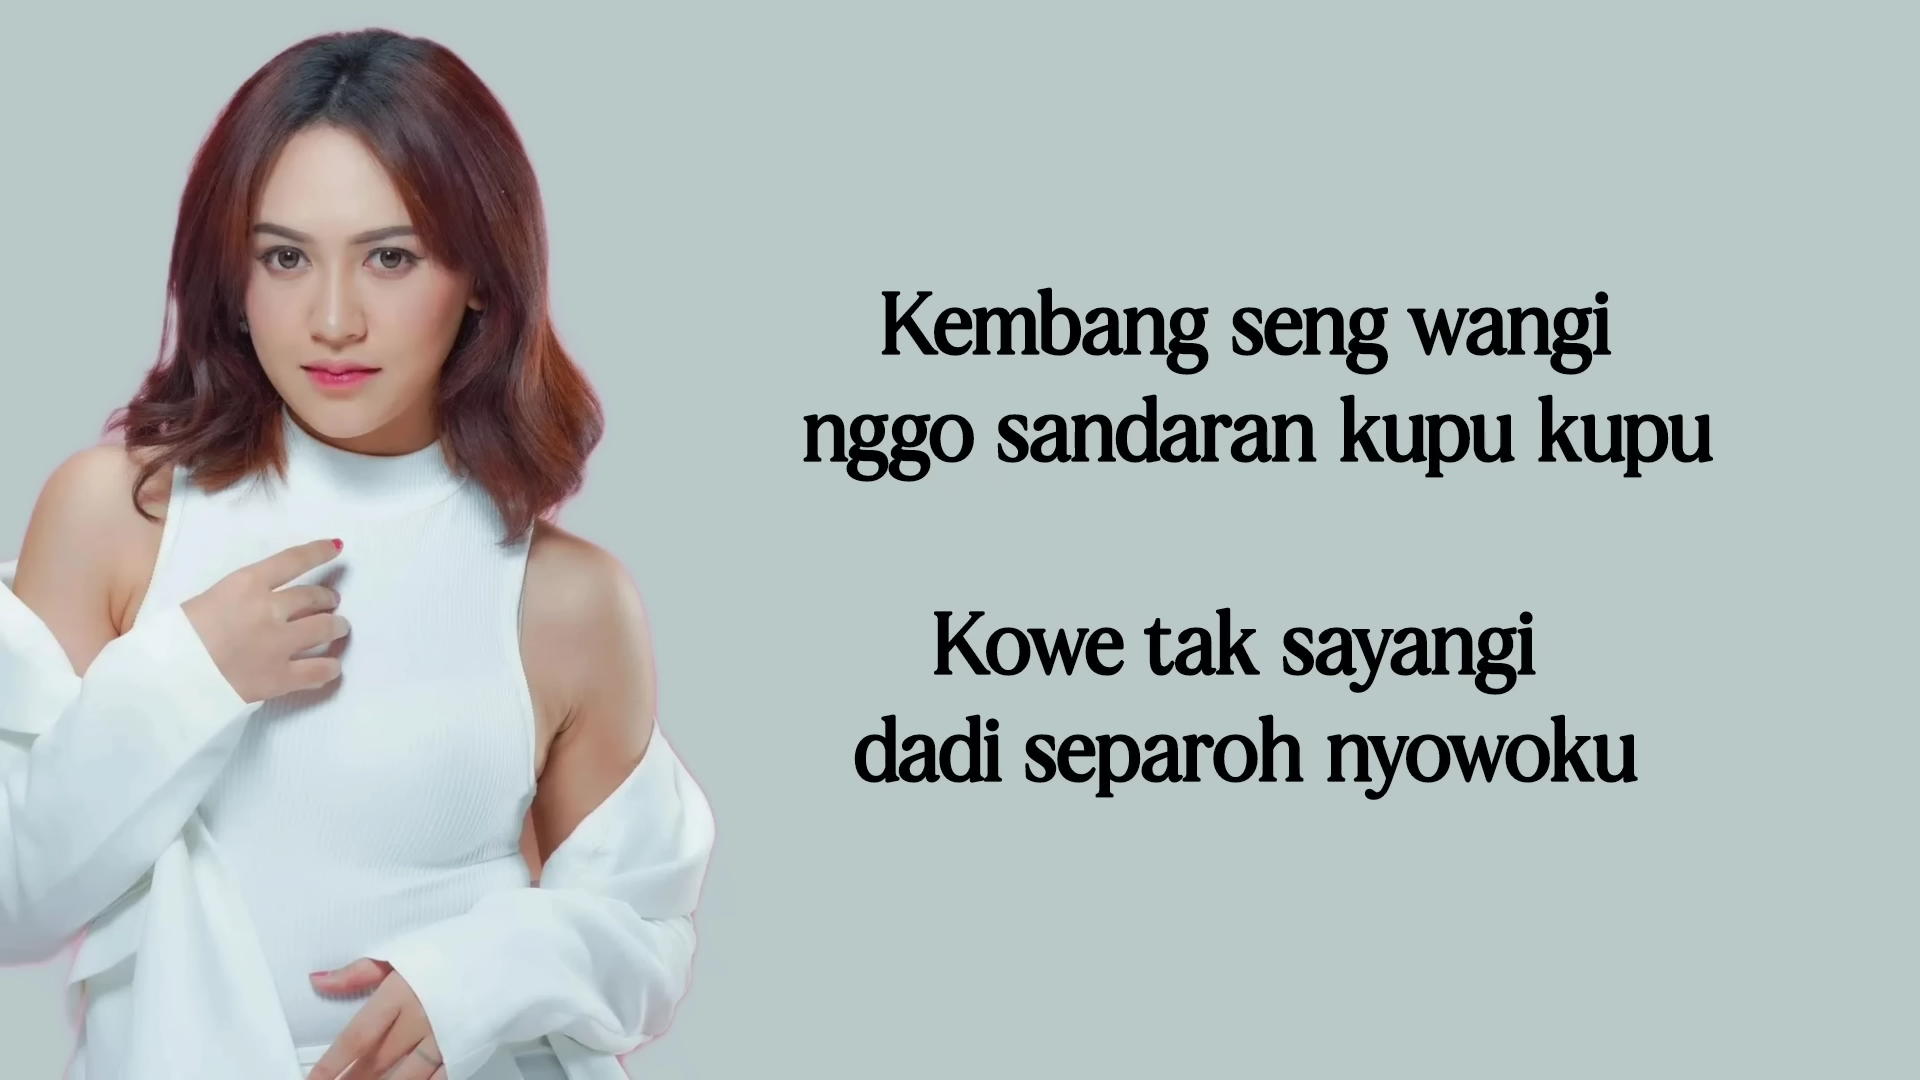 Kembang seng wangi
nggo sandaran kupu kupu
Kowe tak sayangi
dadi separoh nyowoku